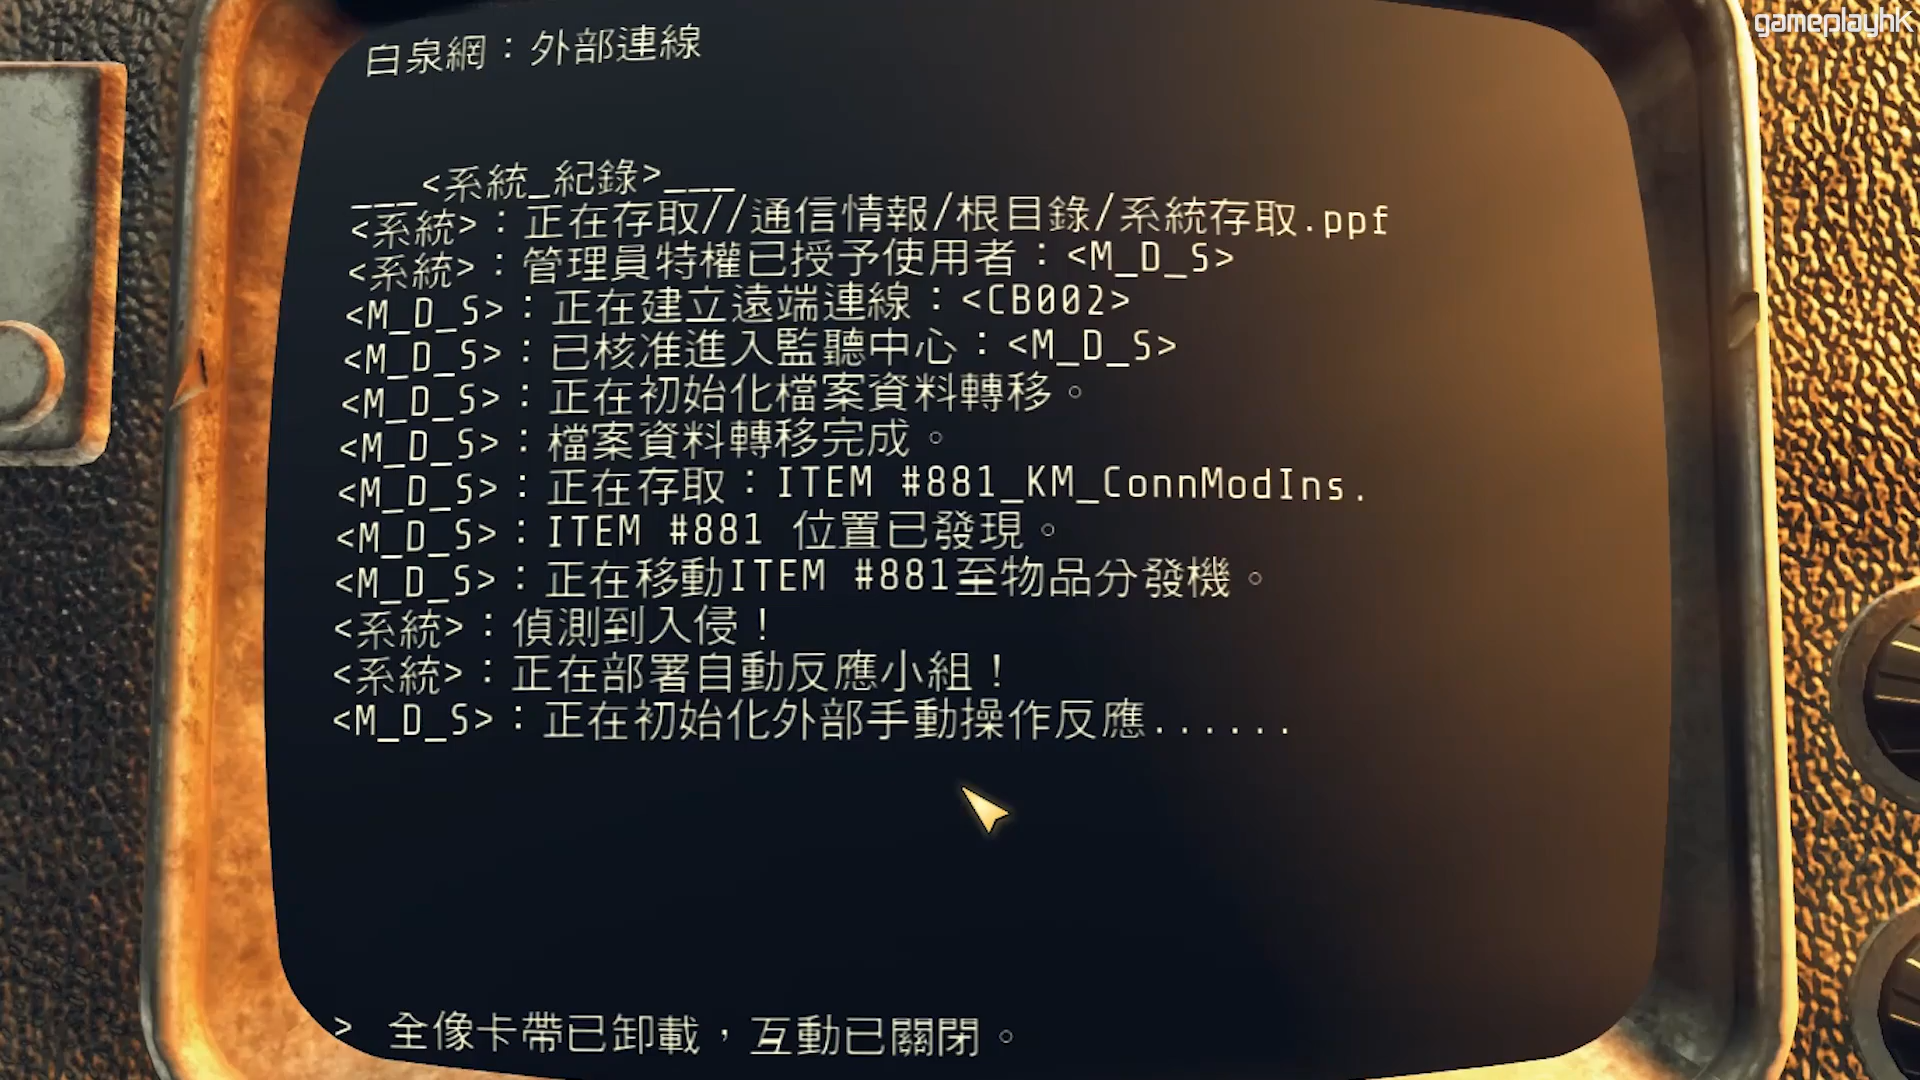 gameplayhk
白泉網：外部連線
___<系統_紀錄>___
<系統>：正在存取//通信情報/根目錄/系統存取.ppf
<系統>：管理員特權已授予使用者：<M_D_S>
<M_D_S>：正在建立遠端連線：<CB002>
<M_D_S>：已核准進入監聽中心：<M_D_S>
<M_D_S>：正在初始化檔案資料轉移。
<M_D_S>：檔案資料轉移完成。
<M_D_S>：正在存取：ITEM #881_KM_ConnModIns.
<M_D_S>：ITEM #881 位置已發現。
<M_D_S>：正在移動ITEM #881至物品分發機。
<系統>：偵測到入侵！
<系統>：正在部署自動反應小組！
<M_D_S>：正在初始化外部手動操作反應......
> 全像卡帶已卸載，互動已關閉。